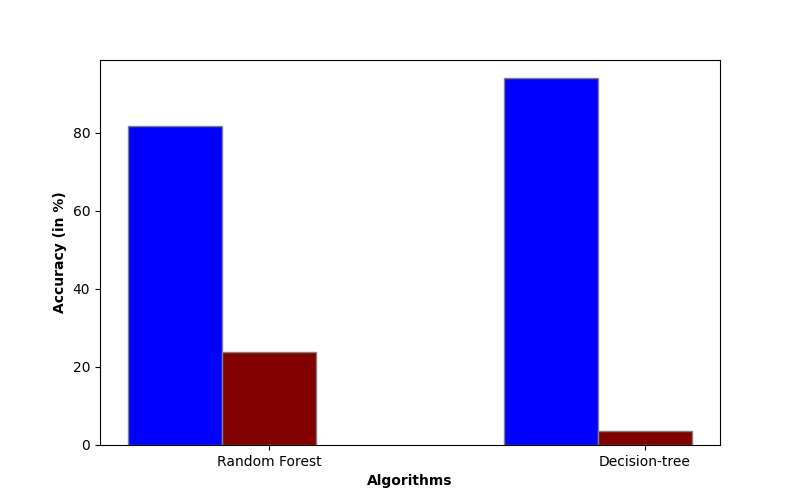 Accuracy (in %)
80
60
40
20
0
Random Forest
Decision-tree
Algorithms